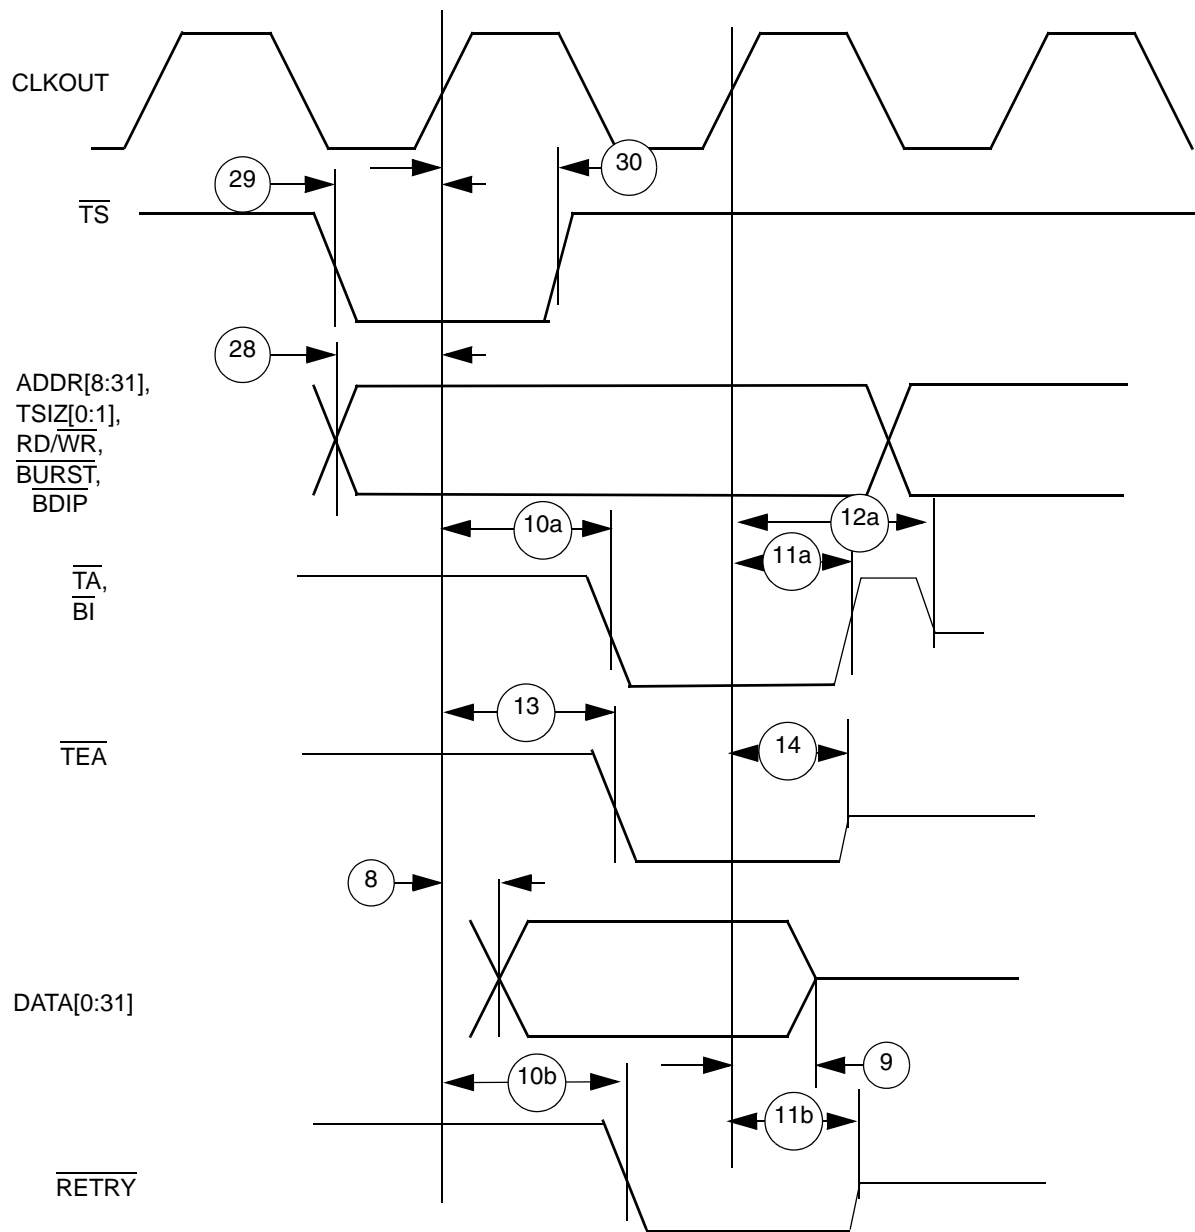 CLKOUT
29
30
TS
28
ADDR[8:31],
TSIZ[0:1],
RD/WR,
BURST,
BDIP
10a
12a
11a
TA,
BI
13
14
TEA
8
DATA[0:31]
9
10b
11b
RETRY